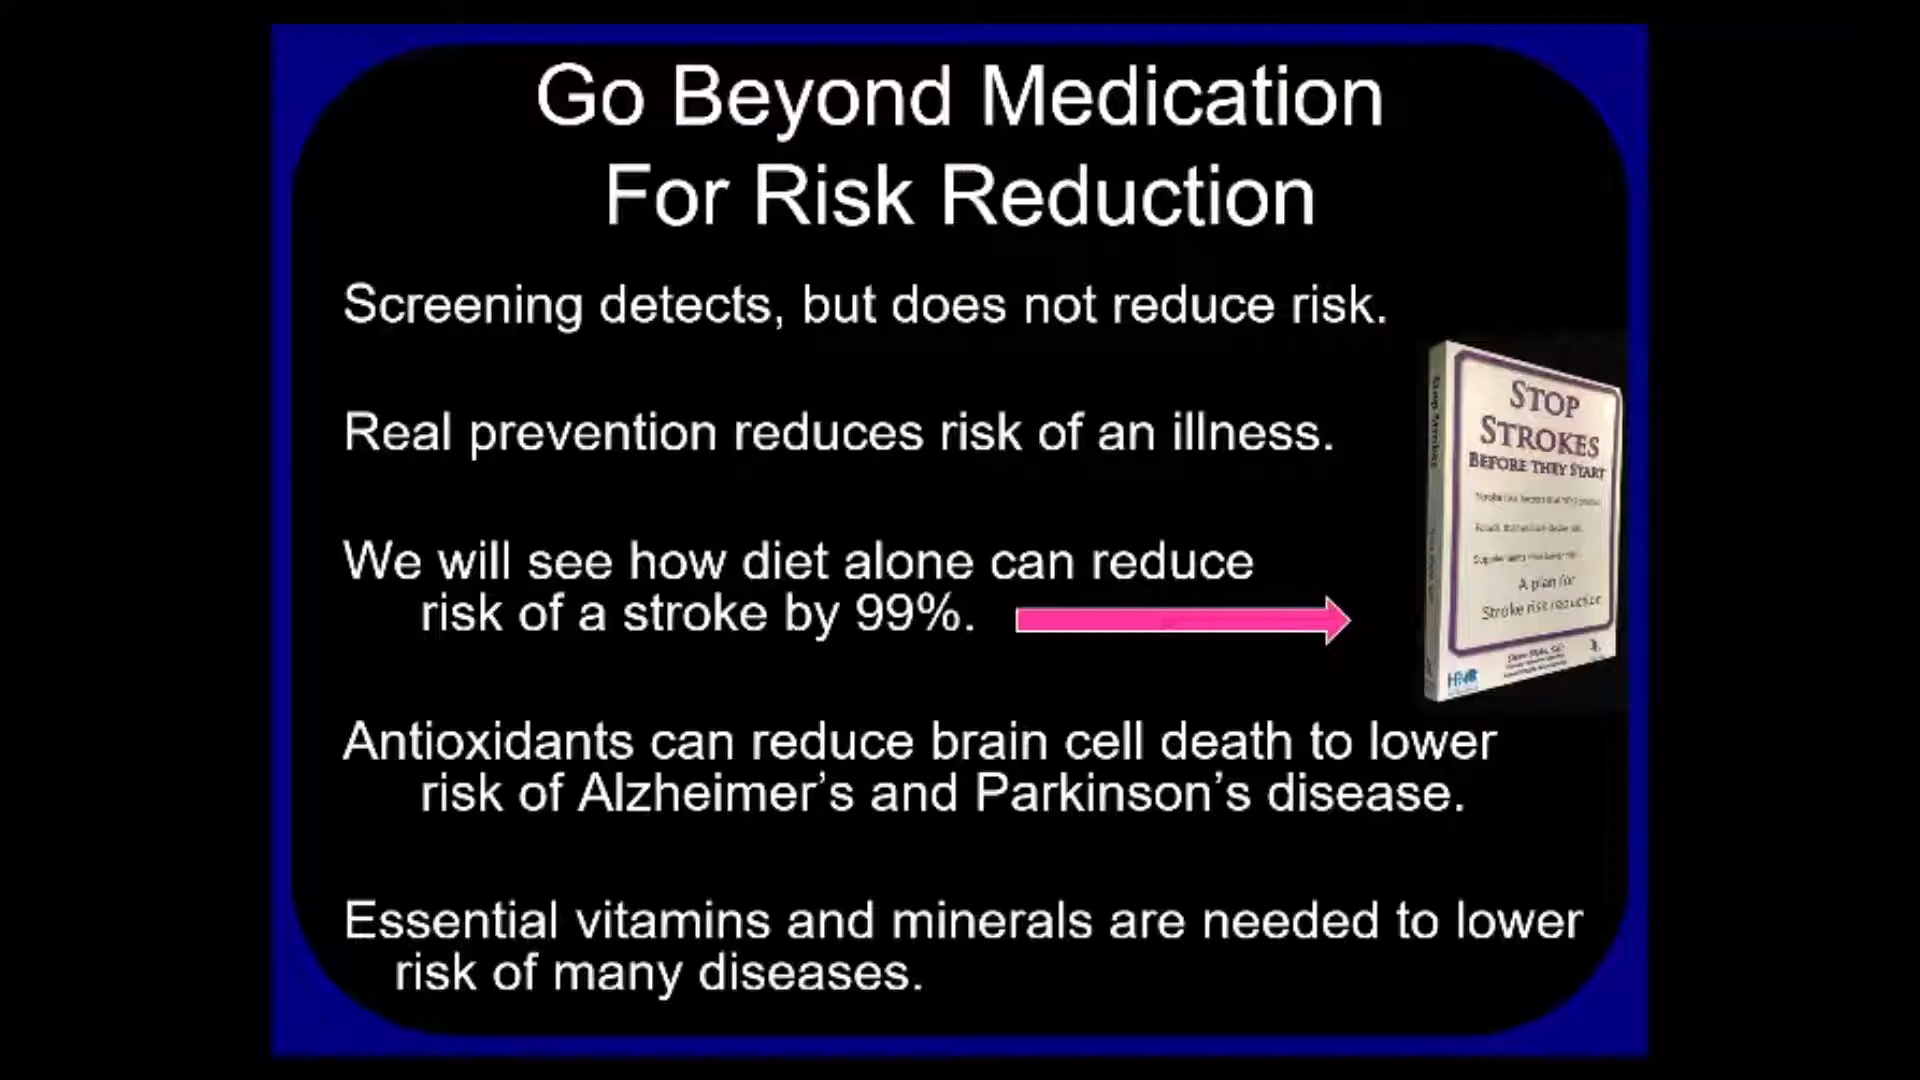 Go Beyond Medication
For Risk Reduction
Screening detects, but does not reduce risk.
Real prevention reduces risk of an illness.
We will see how diet alone can reduce
risk of a stroke by 99%.
Antioxidants can reduce brain cell death to lower
risk of Alzheimer’s and Parkinson’s disease.
Essential vitamins and minerals are needed to lower
risk of many diseases.
STOP
STROKES
BEFORE THEY START
A plan for
Stroke risk reduction